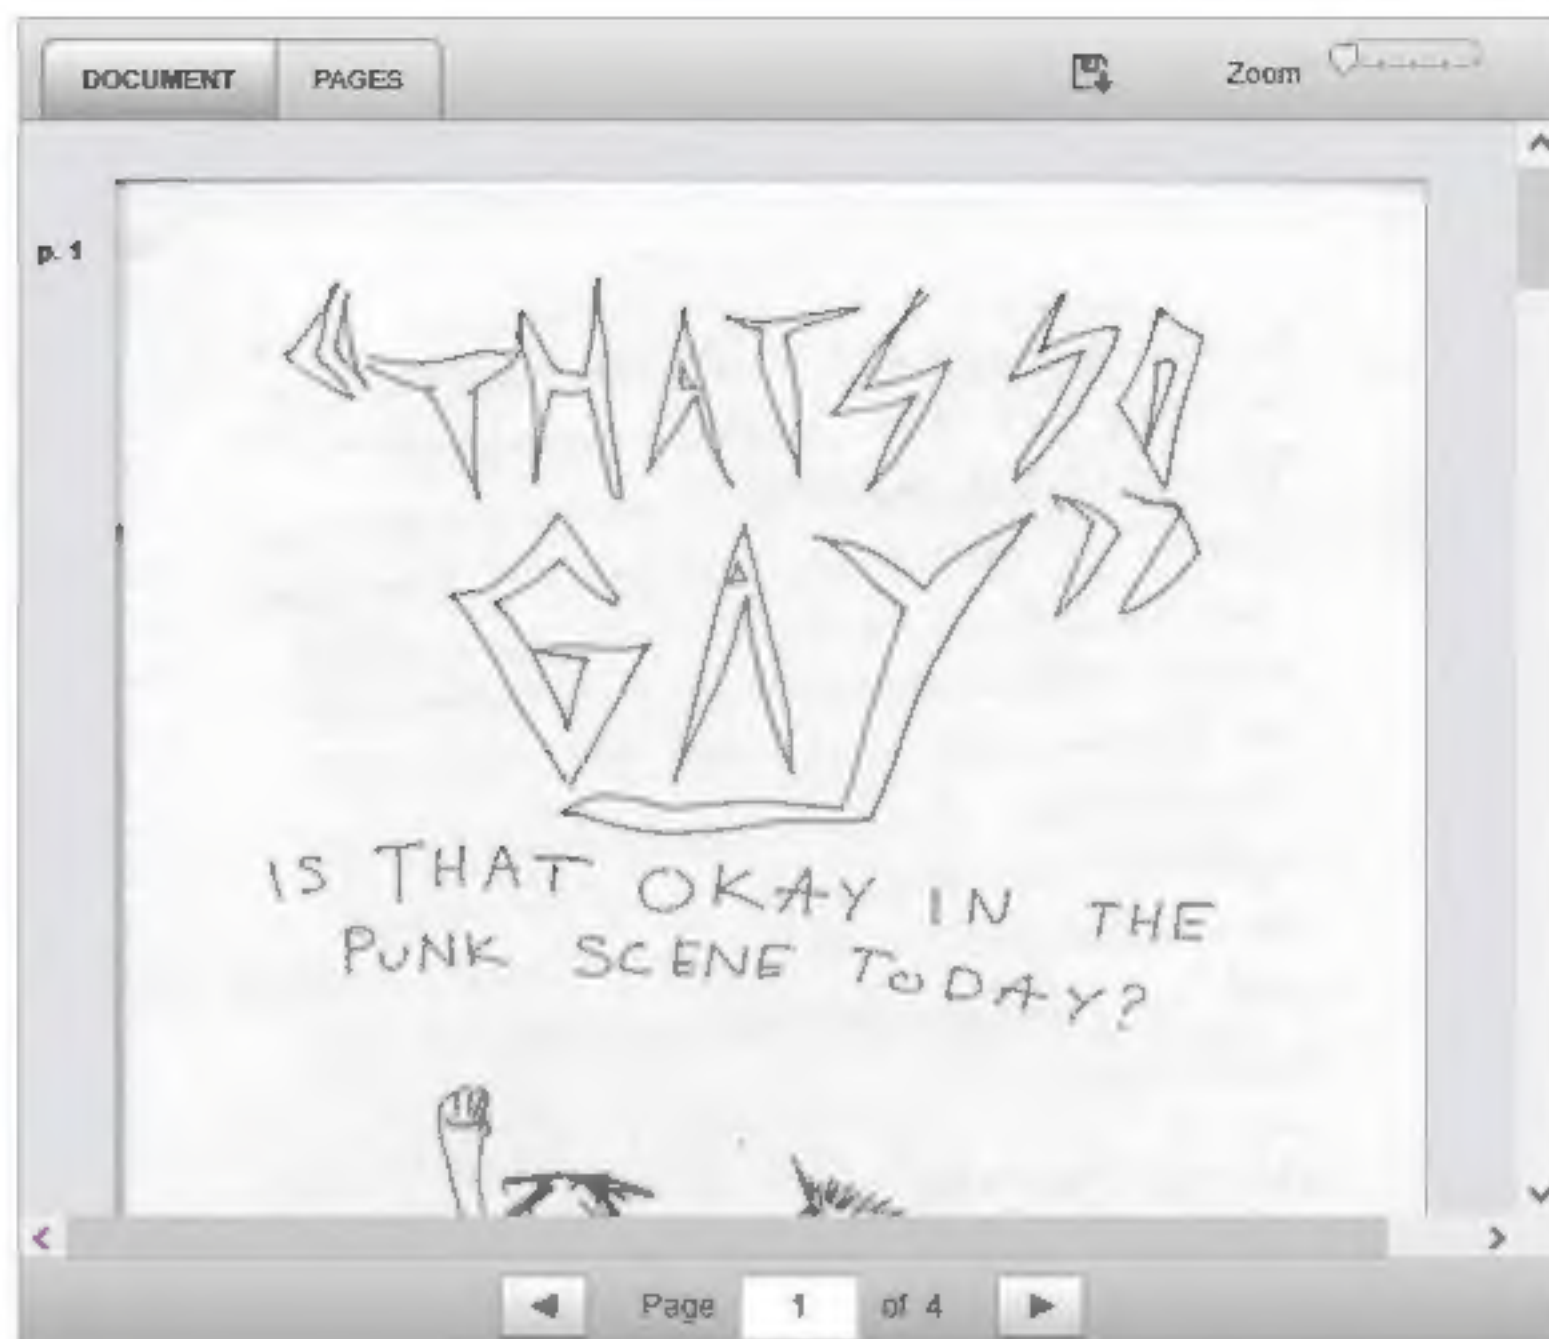 DOCUMENT PAGES Zoom
p. 1
"THATS SO
GAY"
IS THAT OKAY IN THE
PUNK SCENE TODAY?
Page 1 of 4